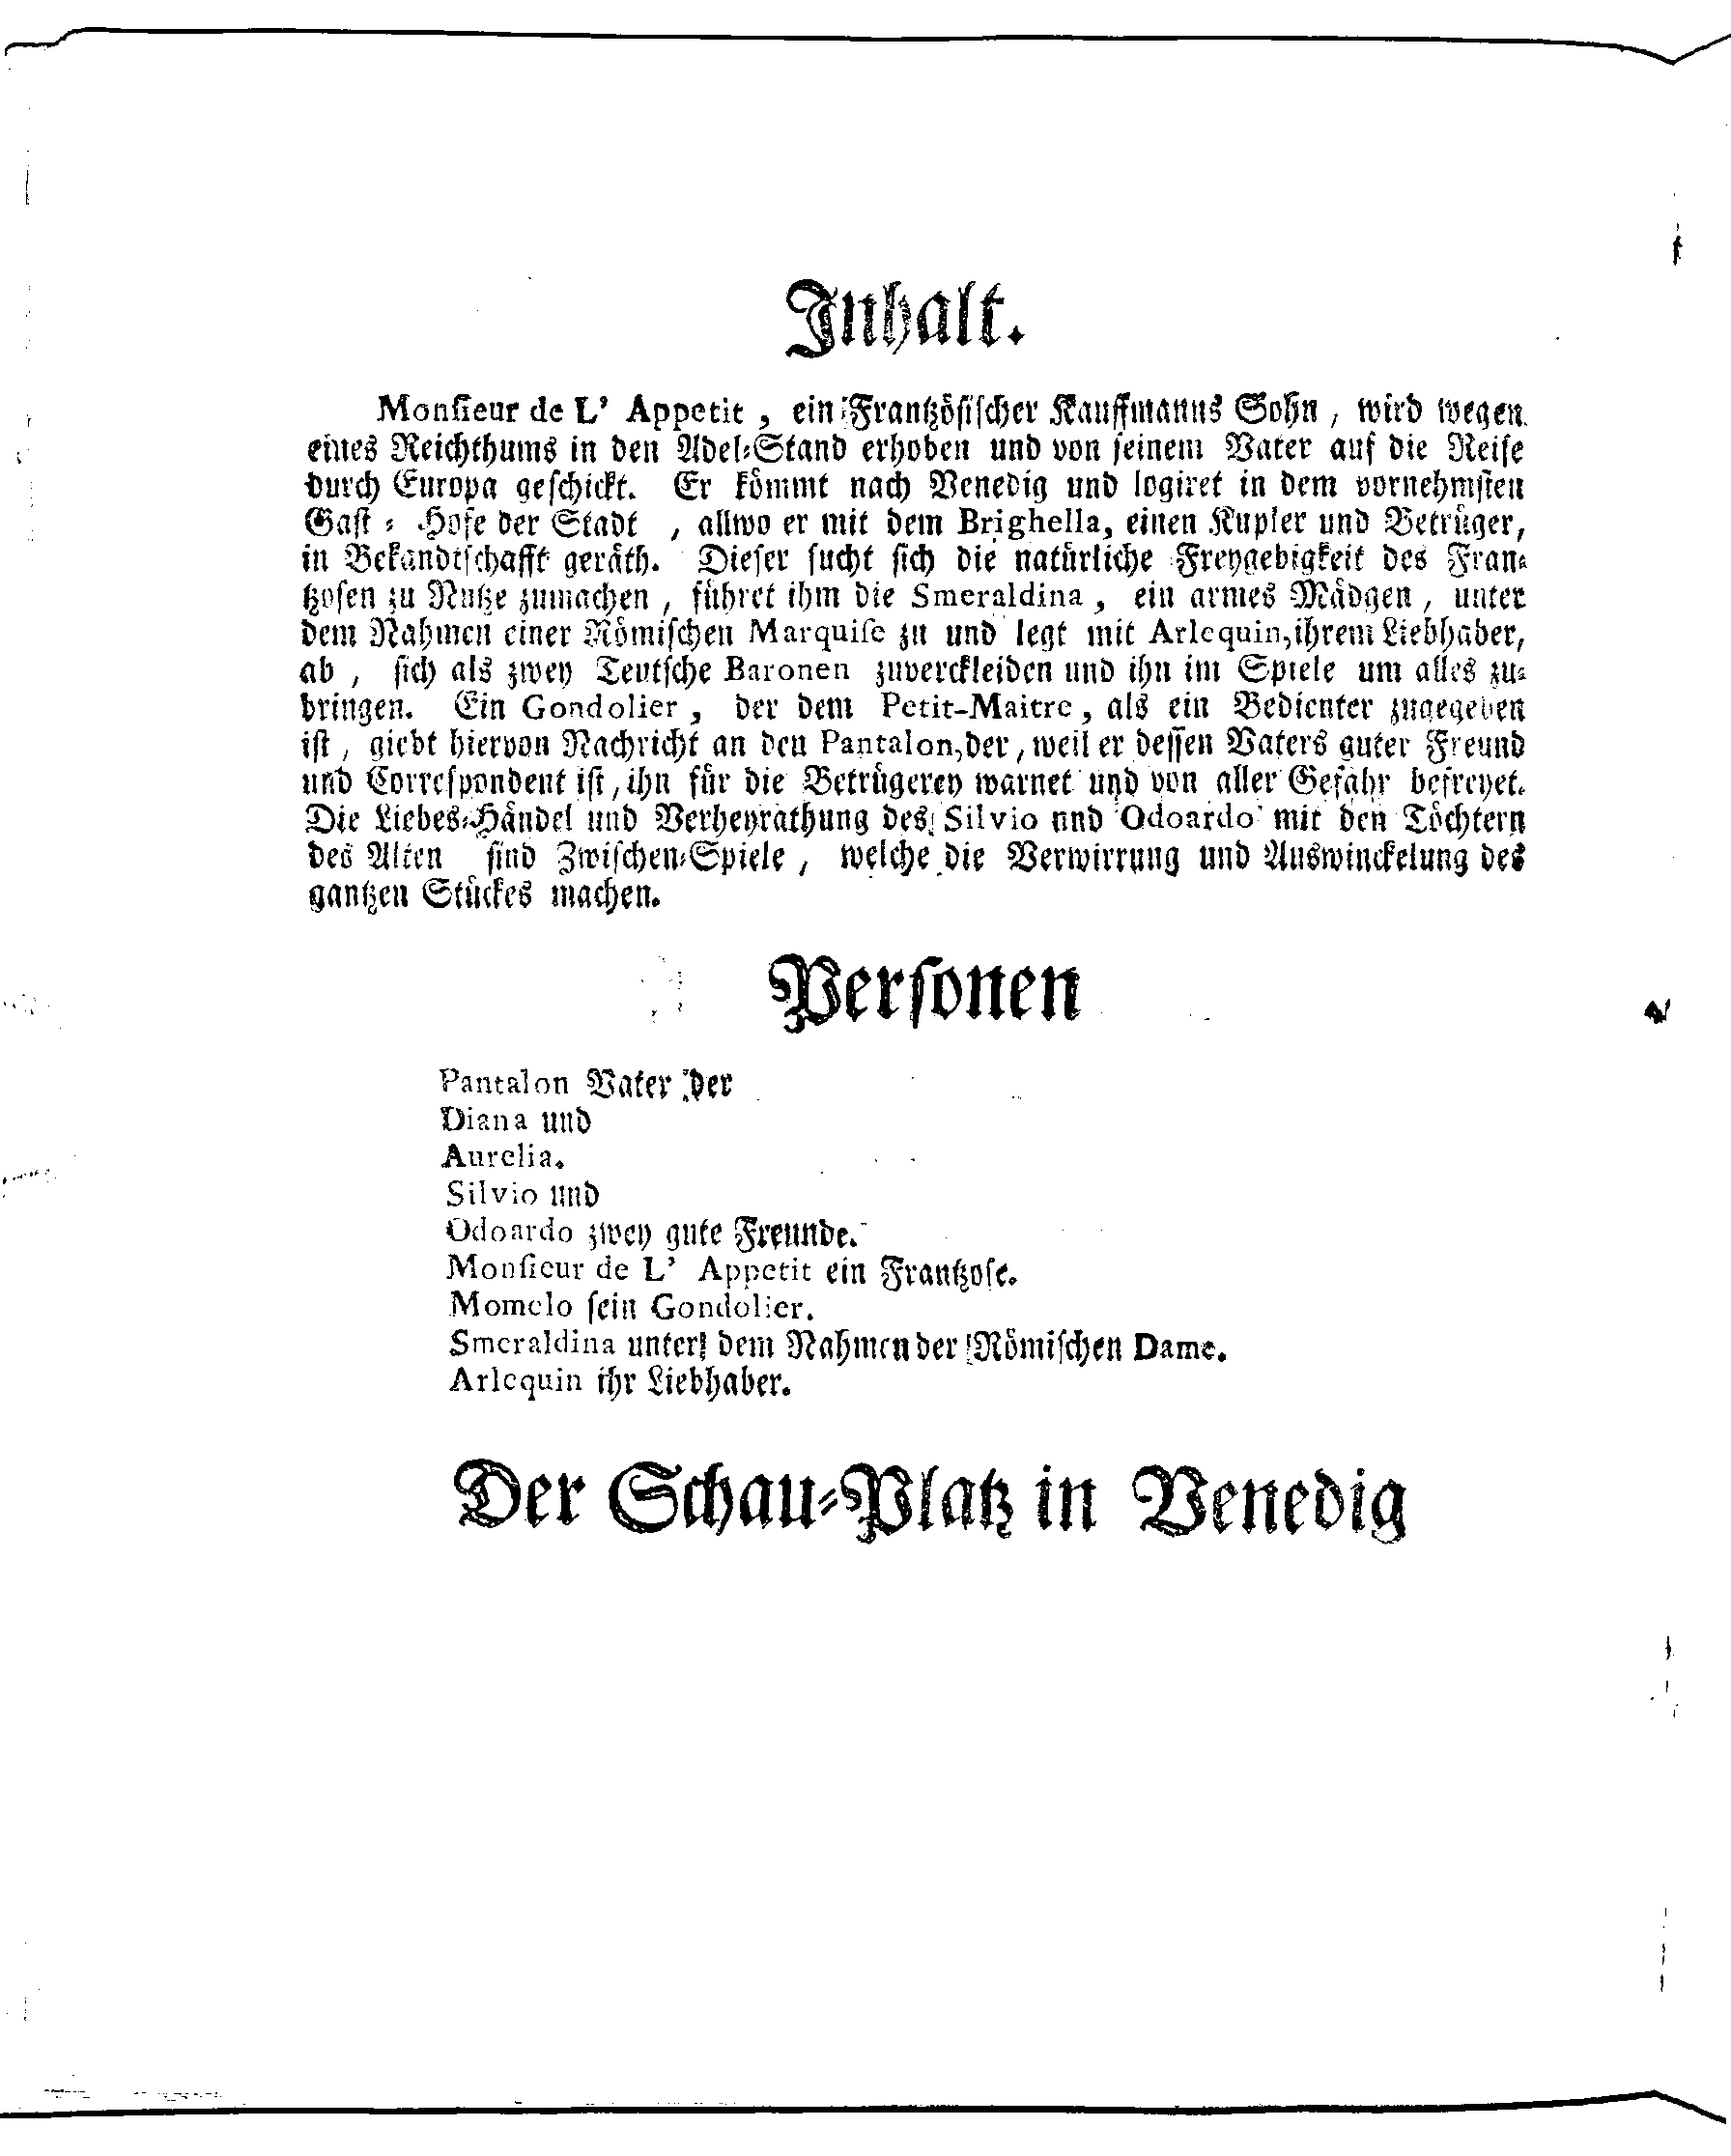 Inhalt.
Monſieur de L' Appetit, ein Frantzöſiſcher Kauffmanns Sohn, wird wegen
eines Reichthums in den Adel-Stand erhoben und von ſeinem Vater auf die Reiſe
durch Europa geſchickt. Er kömmt nach Venedig und logiret in dem vornehmſten
Gaſt-Hofe der Stadt, allwo er mit dem Brighella, einen Kupler und Betrüger,
in Bekandtſchafft geräth. Dieſer ſucht ſich die natürliche Freygebigkeit des Fran-
tzoſen zu Nutze zumachen, führet ihm die Smeraldina, ein armes Mädgen, unter
dem Nahmen einer Römiſchen Marquiſe zu und legt mit Arlequin, ihrem Liebhaber,
ab, ſich als zwey Teutſche Baronen zuverckleiden und ihn im Spiele um alles zu-
bringen. Ein Gondolier, der dem Petit-Maitre, als ein Bedienter zugegeben
iſt, giebt hiervon Nachricht an den Pantalon, der, weil er deſſen Vaters guter Freund
und Correſpondent iſt, ihn für die Betrügerey warnet und von aller Gefahr befreyet.
Die Liebes-Händel und Verheyrathung des Silvio nnd Odoardo mit den Töchtern
des Alten ſind Zwiſchen-Spiele, welche die Verwirrung und Auswinckelung des
gantzen Stückes machen.
Perſonen
Pantalon Vater der
Diana und
Aurelia.
Silvio und
Odoardo zwey gute Freunde.
Monſieur de L' Appetit ein Frantzoſe.
Momolo ſein Gondolier.
Smeraldina unter dem Nahmen der Römiſchen Dame.
Arlequin ihr Liebhaber.
Der Schau-Platz in Venedig